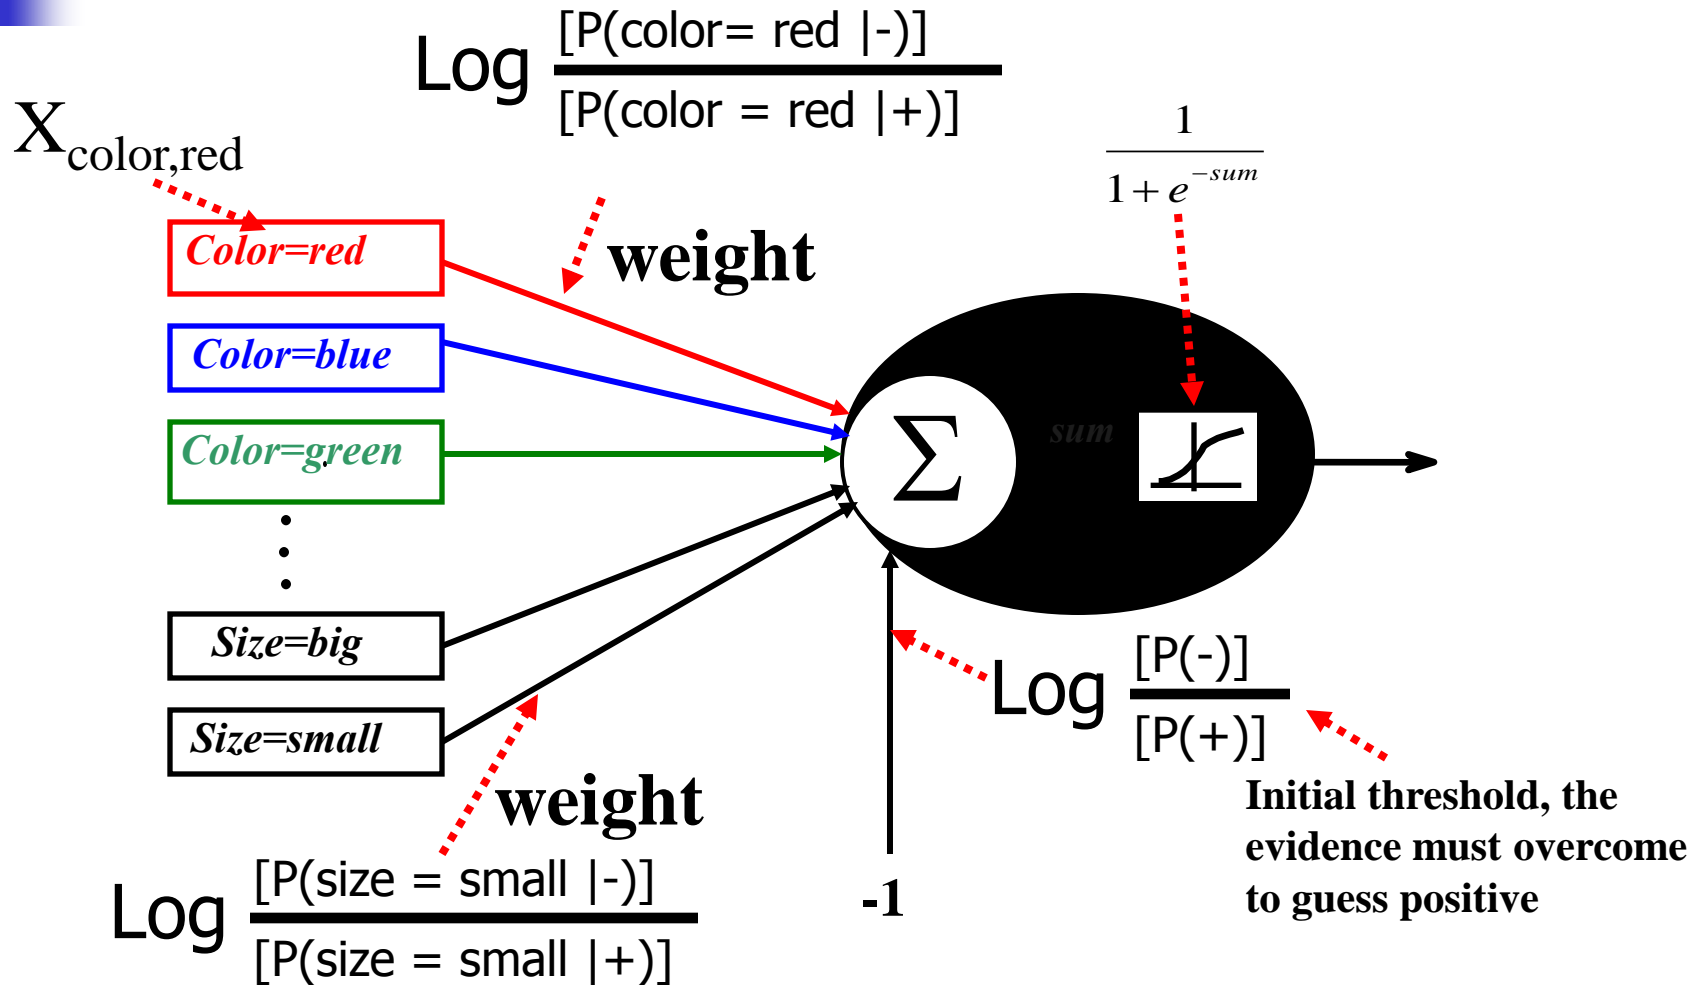 Log [P(color= red |-)]
[P(color = red |+)]
X color,red
1
1 + e^-sum
Color=red
weight
Color=blue
Color=green
Σ
sum
Size=big
Size=small
Log [P(-)]
[P(+)]
weight
Initial threshold, the
evidence must overcome
to guess positive
Log [P(size = small |-)]
[P(size = small |+)]
-1